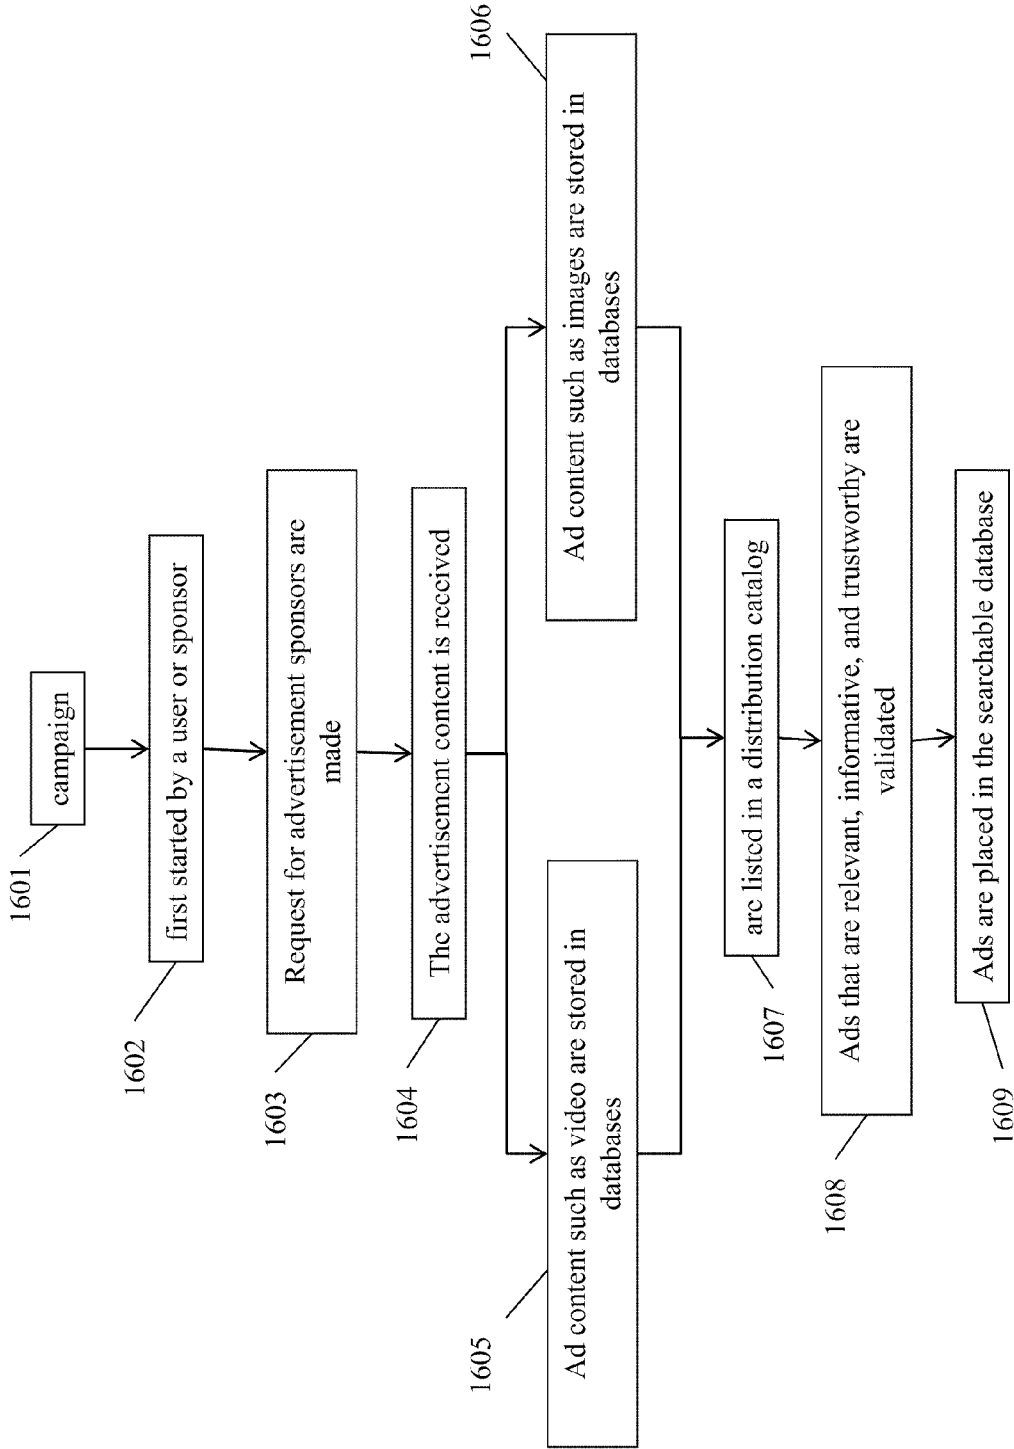 1601
campaign
1602
first started by a user or sponsor
1603
Request for advertisement sponsors are
made
1604
The advertisement content is received
1605
Ad content such as video are stored in
databases
1606
Ad content such as images are stored in
databases
1607
are listed in a distribution catalog
1608
Ads that are relevant, informative, and trustworthy are
validated
1609
Ads are placed in the searchable database